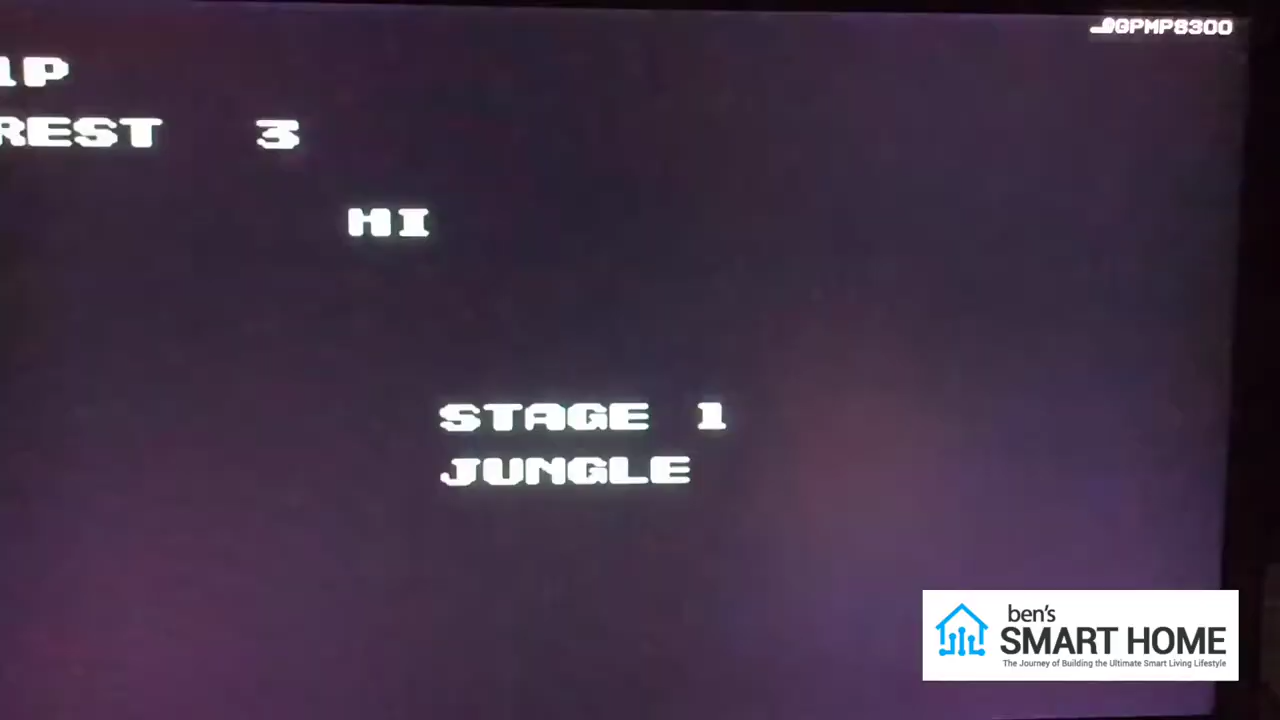 GPMP8300
1P
REST 3
HI
STAGE 1
JUNGLE
ben's
SMART HOME
The Journey of Building the Ultimate Smart Living Lifestyle